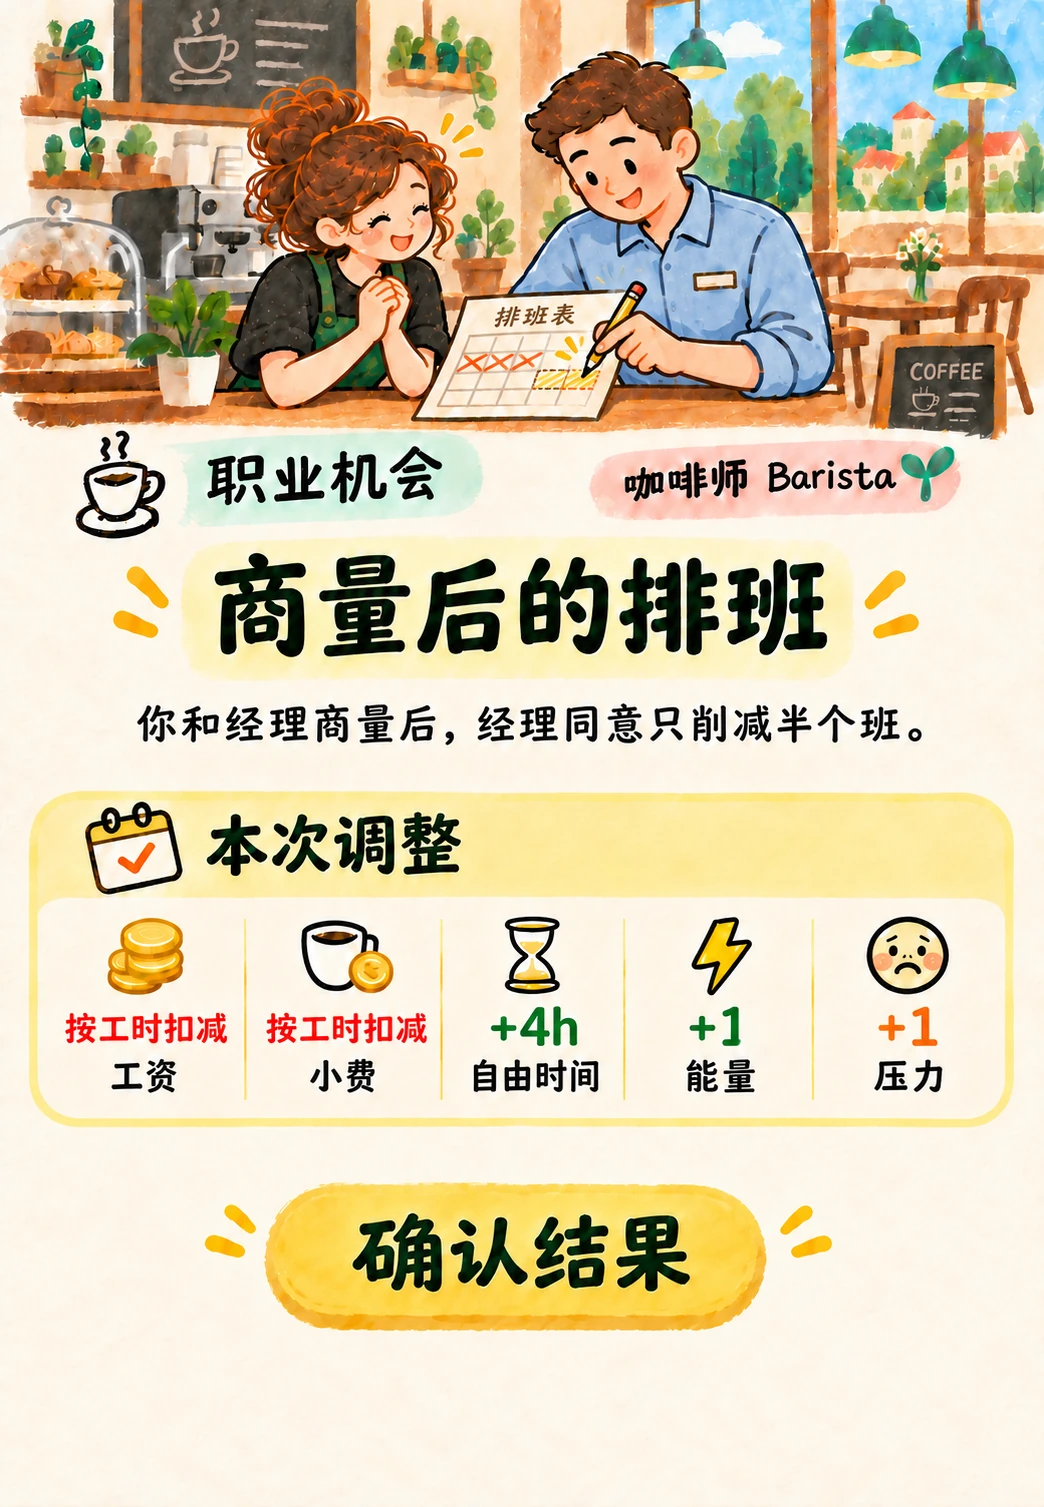 排班表
COFFEE
职业机会
咖啡师 Barista
商量后的排班
你和经理商量后，经理同意只削减半个班。
本次调整
按工时扣减 按工时扣减 +4h +1 +1
工资 小费 自由时间 能量 压力
确认结果